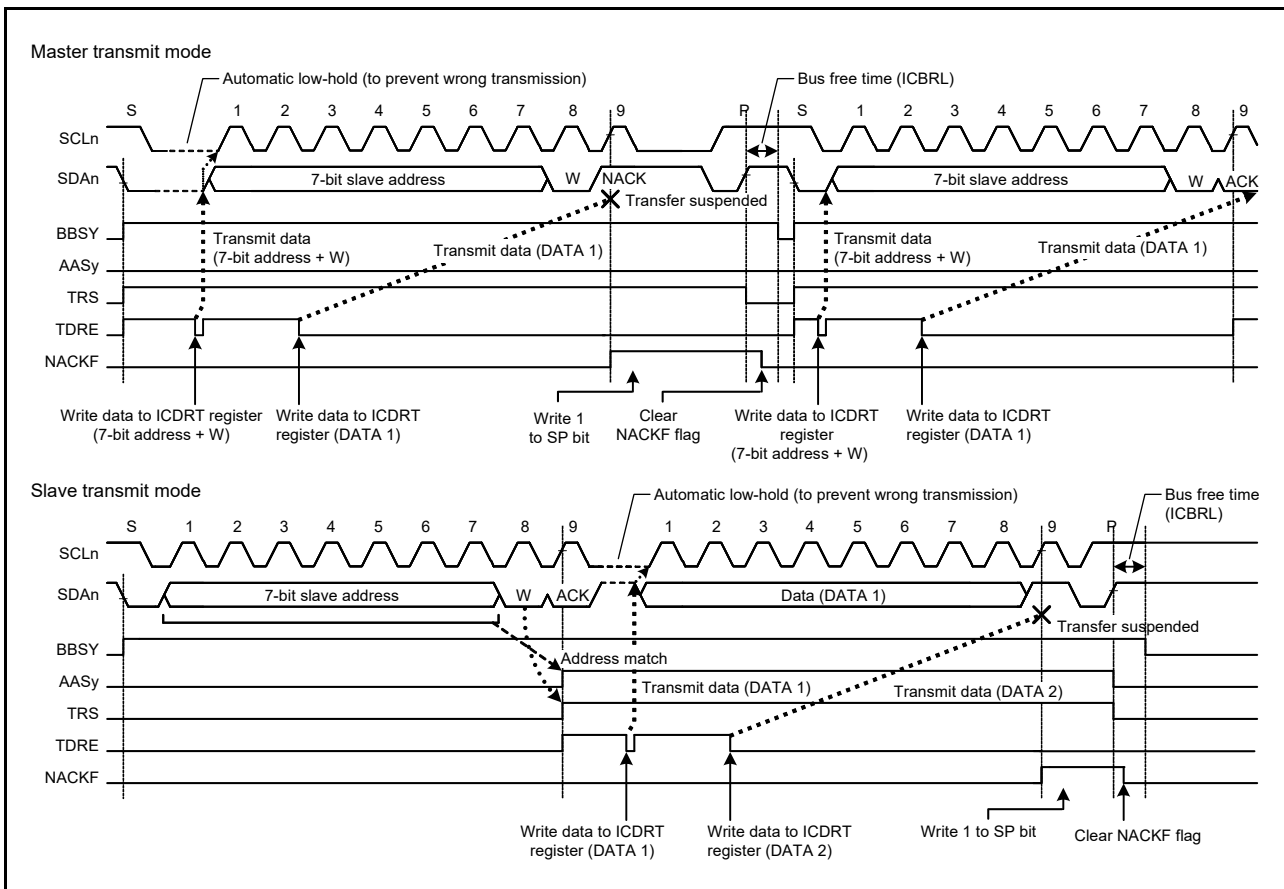 Master transmit mode
Automatic low-hold (to prevent wrong transmission)
Bus free time (ICBRL)
S 1 2 3 4 5 6 7 8 9 P S 1 2 3 4 5 6 7 8 9
SCLn
SDAn 7-bit slave address W NACK 7-bit slave address W ACK
Transfer suspended
BBSY
Transmit data
(7-bit address + W)
Transmit data (DATA 1)
Transmit data
(7-bit address + W)
Transmit data (DATA 1)
AASy
TRS
TDRE
NACKF
Write data to ICDRT register
(7-bit address + W)
Write data to ICDRT
register (DATA 1)
Write 1
to SP bit
Clear
NACKF flag
Write data to ICDRT
register
(7-bit address + W)
Write data to ICDRT
register (DATA 1)
Slave transmit mode
Automatic low-hold (to prevent wrong transmission)
Bus free time
(ICBRL)
S 1 2 3 4 5 6 7 8 9 1 2 3 4 5 6 7 8 9 P
SCLn
SDAn 7-bit slave address W ACK Data (DATA 1)
Transfer suspended
BBSY
Address match
AASy
Transmit data (DATA 1) Transmit data (DATA 2)
TRS
TDRE
NACKF
Write data to ICDRT
register (DATA 1)
Write data to ICDRT
register (DATA 2)
Write 1 to SP bit
Clear NACKF flag